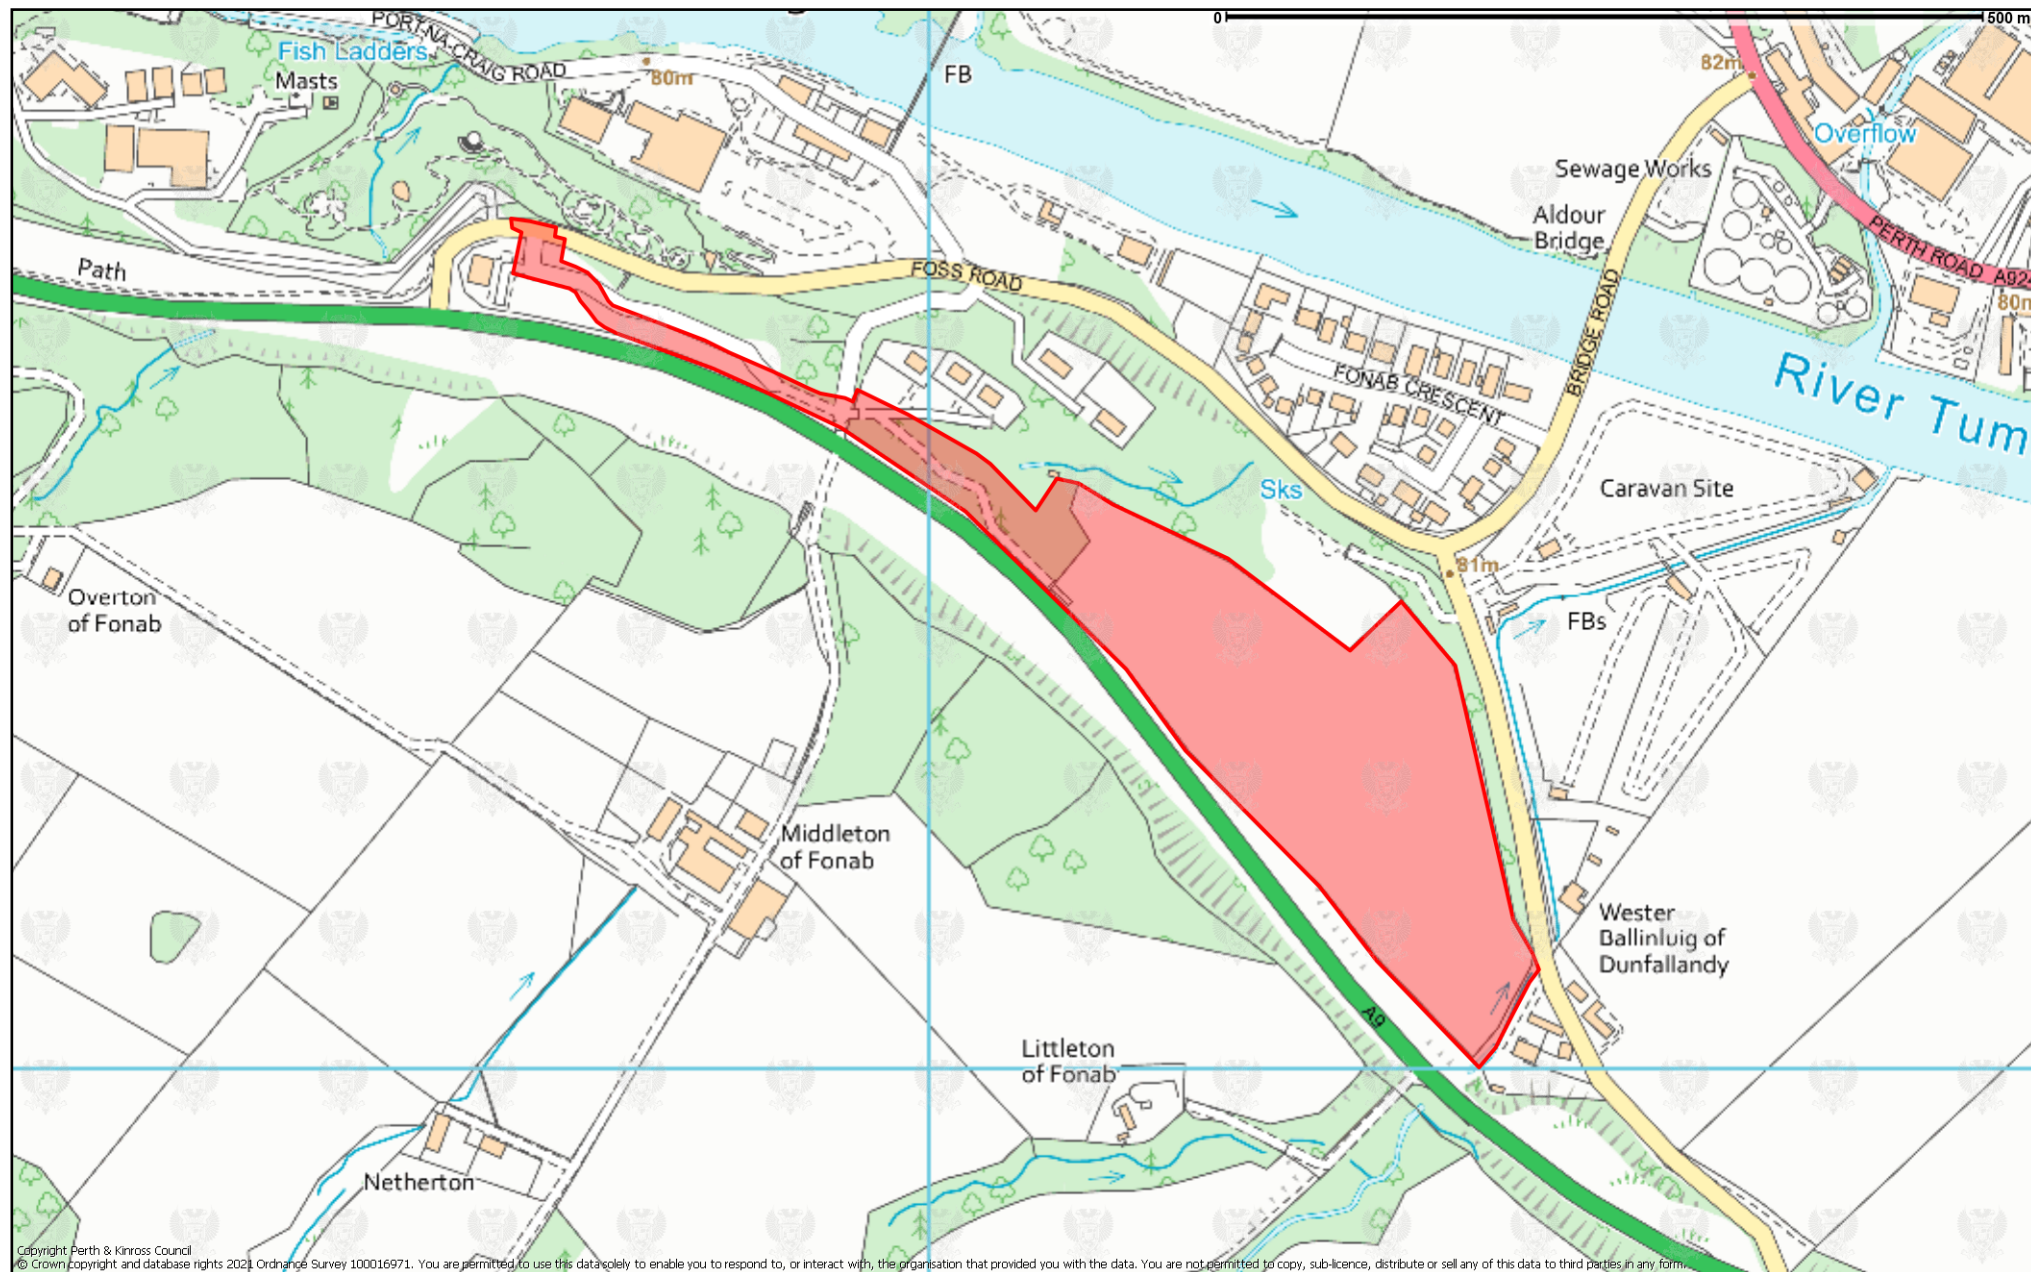 0 500 m
PORT-NA-CRAIG ROAD
Fish Ladders
Masts
80m
FB
82m
Overflow
Sewage Works
Aldour
Bridge
PERTH ROAD A924
80m
Path
FOSS ROAD
BRIDGE ROAD
FONAB CRESCENT
River Tum
Sks
Caravan Site
81m
FBs
Overton
of Fonab
Middleton
of Fonab
Wester
Ballinluig of
Dunfallandy
A9
Littleton
of Fonab
Netherton
Copyright Perth & Kinross Council
© Crown copyright and database rights 2021 Ordnance Survey 100016971. You are permitted to use this data solely to enable you to respond to, or interact with, the organisation that provided you with the data. You are not permitted to copy, sub-licence, distribute or sell any of this data to third parties in any form.